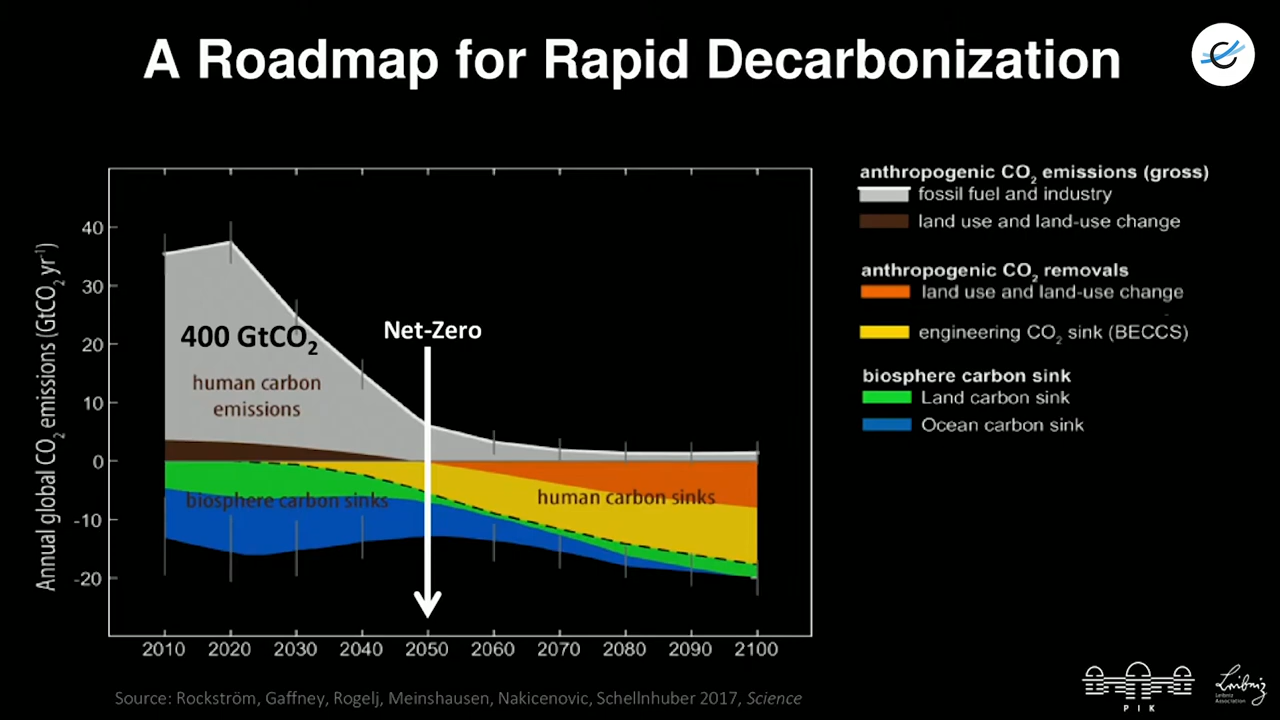 A Roadmap for Rapid Decarbonization
Annual global CO₂ emissions (GtCO₂ yr⁻¹)
40
30
20
10
0
-10
-20
400 GtCO₂
human carbon
emissions
Net-Zero
biosphere carbon sinks
human carbon sinks
2010 2020 2030 2040 2050 2060 2070 2080 2090 2100
anthropogenic CO₂ emissions (gross)
fossil fuel and industry
land use and land-use change
anthropogenic CO₂ removals
land use and land-use change
engineering CO₂ sink (BECCS)
biosphere carbon sink
Land carbon sink
Ocean carbon sink
Source: Rockström, Gaffney, Rogelj, Meinshausen, Nakicenovic, Schellnhuber 2017, Science
PIK
Leibniz
Leibniz
Association